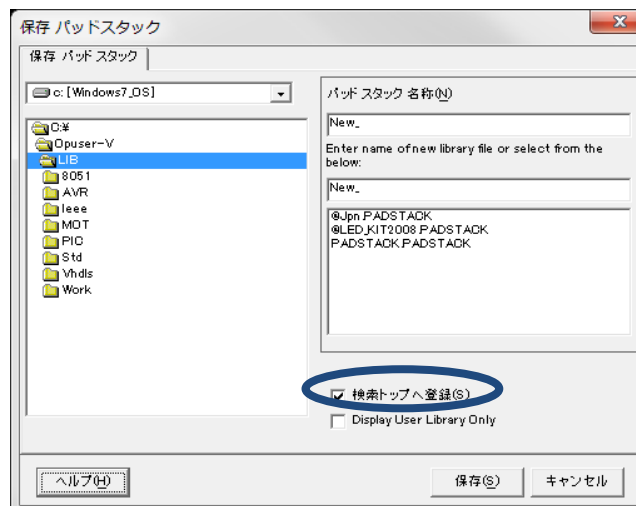 保存 パッドスタック
保存 パッド スタック
c: [Windows7_OS]
C:¥
Opuser-V
LIB
8051
AVR
Ieee
MOT
PIC
Std
Vhdls
Work
パッド スタック 名称(N)
New_
Enter name of new library file or select from the
below:
New_
@Jpn.PADSTACK
@LED_KIT2008.PADSTACK
PADSTACK.PADSTACK
検索トップへ登録(S)
Display User Library Only
ヘルプ(H)
保存(S)
キャンセル